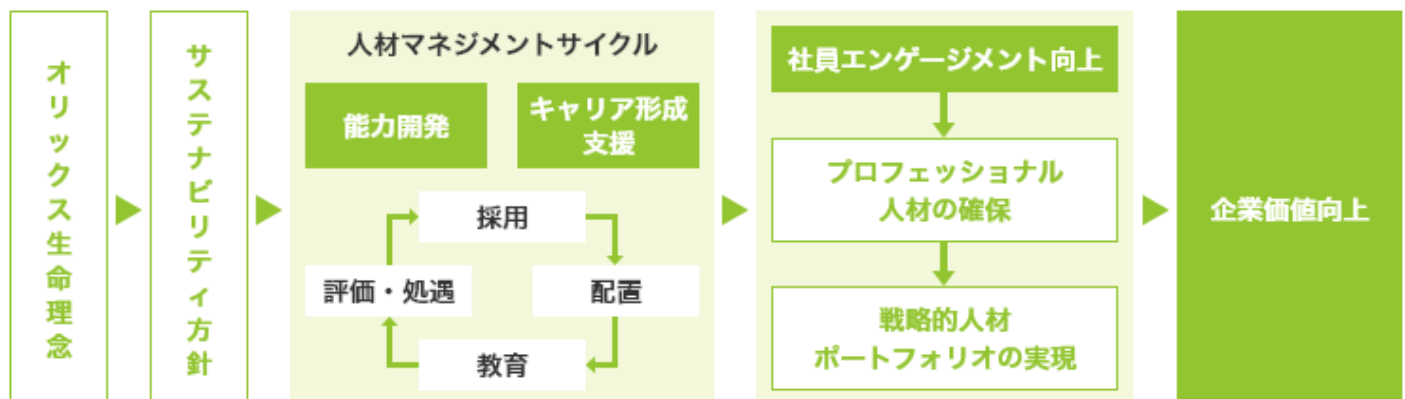 オリックス生命理念
サステナビリティ方針
人材マネジメントサイクル
能力開発
キャリア形成
支援
採用
配置
教育
評価・処遇
社員エンゲージメント向上
プロフェッショナル
人材の確保
戦略的人材
ポートフォリオの実現
企業価値向上